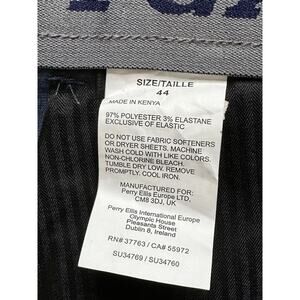 SIZE/TAILLE
44
MADE IN KENYA
97% POLYESTER 3% ELASTANE
EXCLUSIVE OF ELASTIC
DO NOT USE FABRIC SOFTENERS
OR DRYER SHEETS. MACHINE
WASH COLD WITH LIKE COLORS.
NON-CHLORINE BLEACH.
TUMBLE DRY LOW. REMOVE
PROMPTLY. COOL IRON.
MANUFACTURED FOR:
Perry Ellis Europe LTD.
CM8 3DJ, UK
Perry Ellis International Europe
Olympic House
Pleasants Street
Dublin 8, Ireland
RN# 37763/ CA# 55972
SU34769 / SU34760